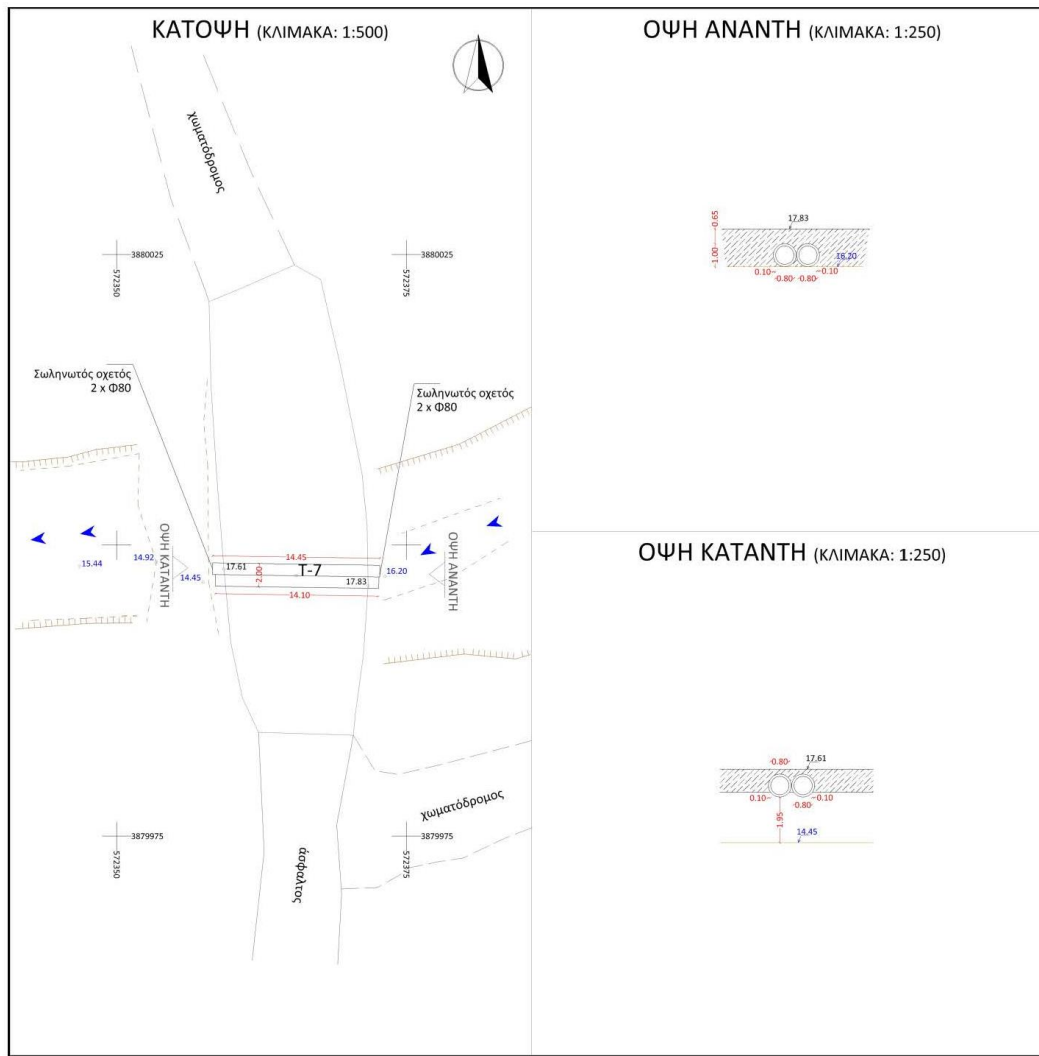 ΚΑΤΟΨΗ (ΚΛΙΜΑΚΑ: 1:500)
χωματόδρομος
3880025
3880025
572350
572375
Σωληνωτός οχετός
2 x Φ80
Σωληνωτός οχετός
2 x Φ80
ΟΨΗ ΚΑΤΑΝΤΗ
ΟΨΗ ΑΝΑΝΤΗ
15.44
14.92
14.45
14.45
17.61
2.00
T-7
17.83
16.20
14.10
χωματόδρομος
άσφαλτος
3879975
3879975
572350
572375
ΟΨΗ ΑΝΑΝΤΗ (ΚΛΙΜΑΚΑ: 1:250)
0.65
1.00
17.83
16.20
0.10
0.10
0.80
0.80
ΟΨΗ ΚΑΤΑΝΤΗ (ΚΛΙΜΑΚΑ: 1:250)
0.80
17.61
0.10
0.10
0.80
1.95
14.45